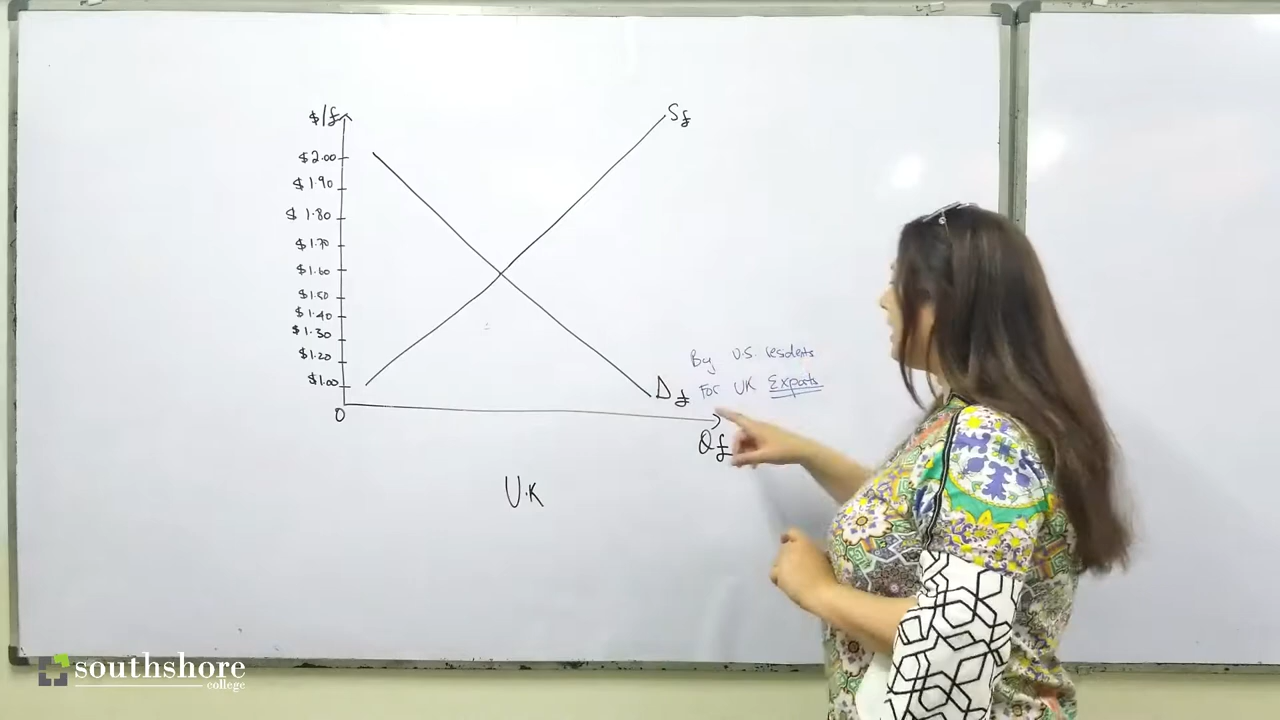 $/£
$2.00
$1.90
$1.80
$1.70
$1.60
$1.50
$1.40
$1.30
$1.20
$1.00
0
S£
D£
By U.S. residents
For UK Exports
Q£
U.K
southshore
college